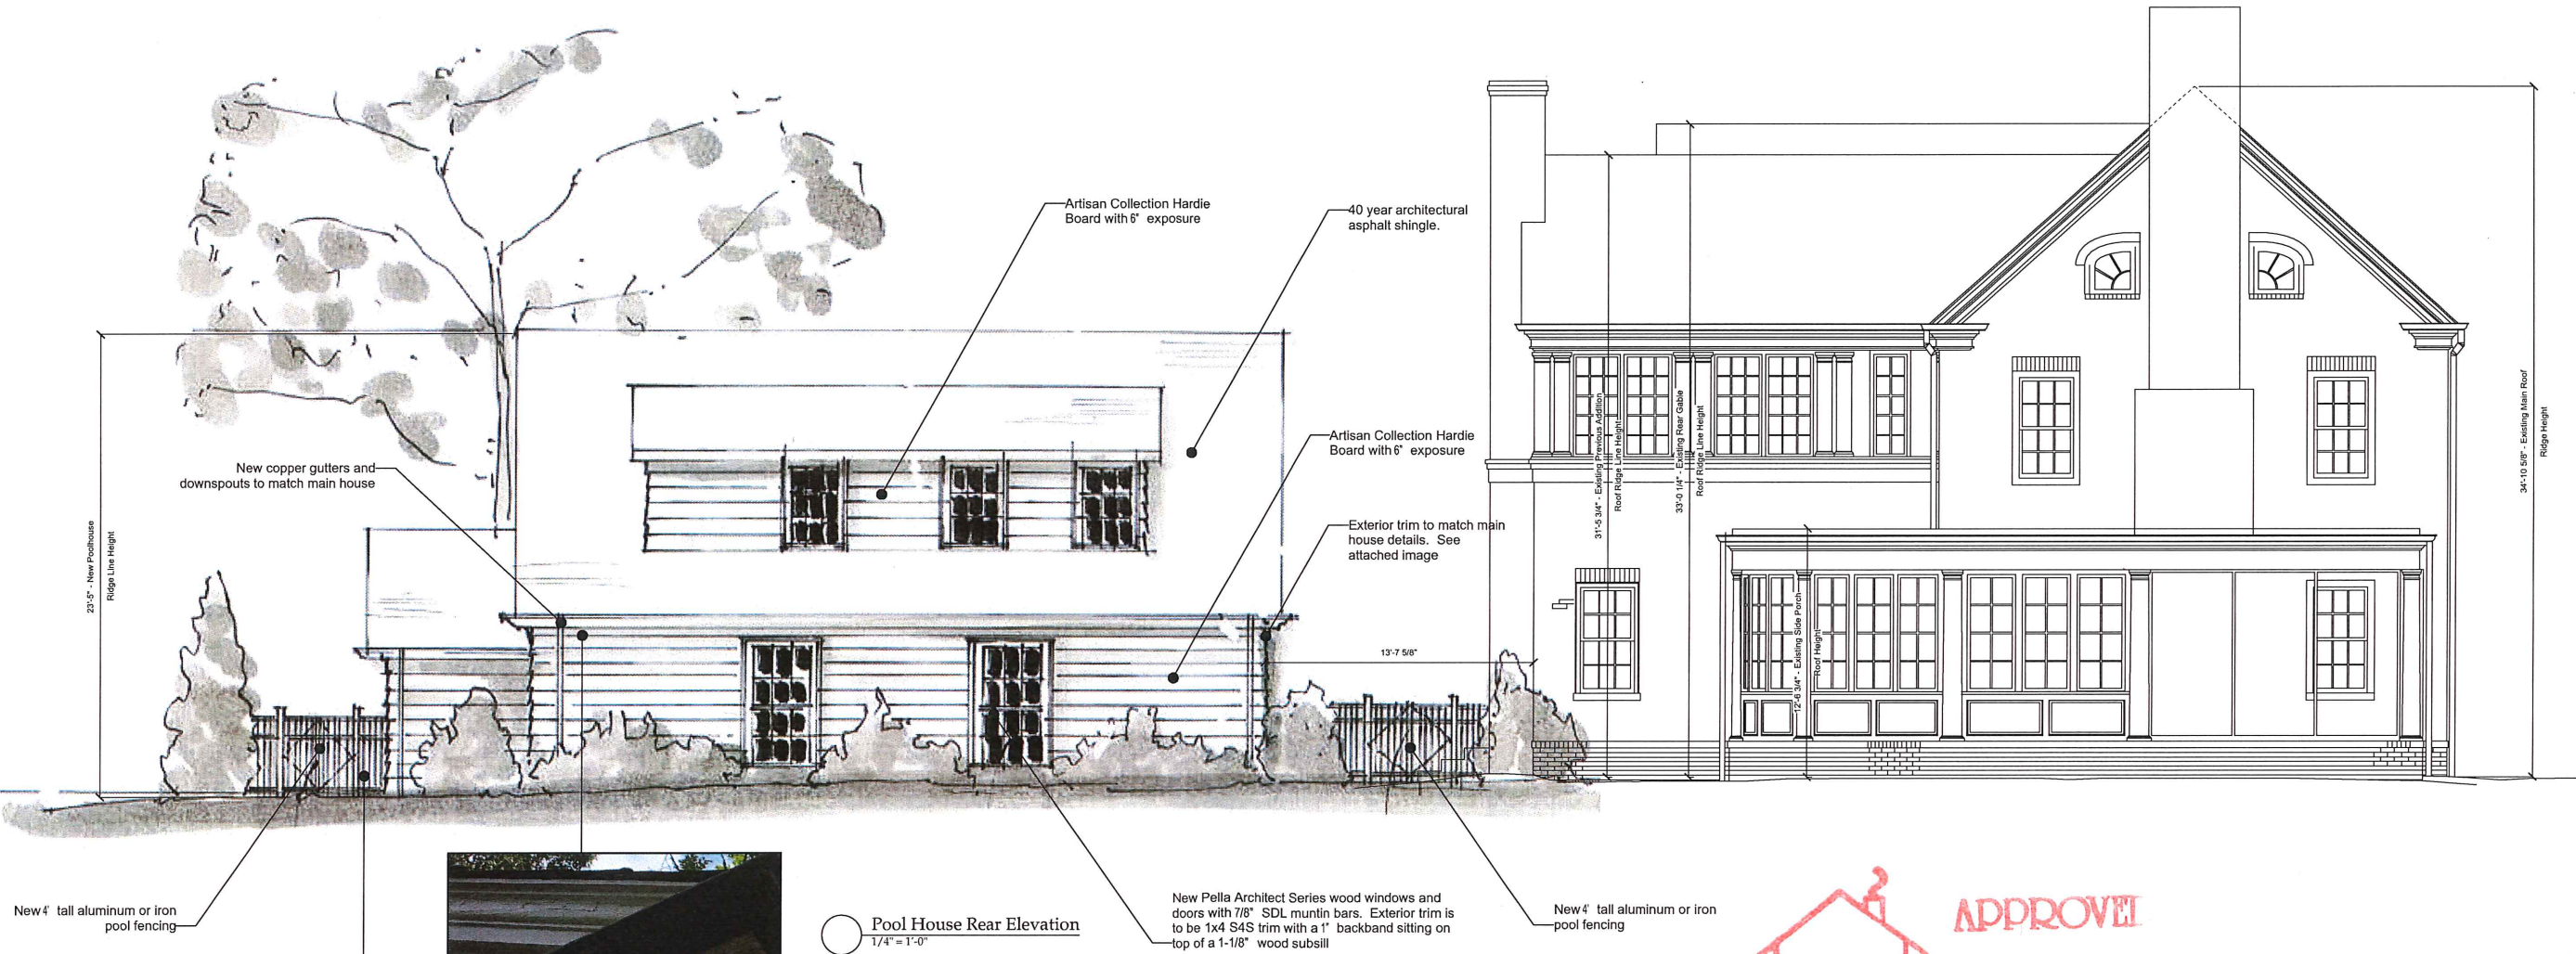 Artisan Collection Hardie
Board with 6" exposure
40 year architectural
asphalt shingle.
New copper gutters and
downspouts to match main house
Artisan Collection Hardie
Board with 6" exposure
Exterior trim to match main
house details. See
attached image
23'-5" - New Poolhouse
Ridge Line Height
13'-7 5/8"
31'-5 3/4" - Existing Previous Addition
Roof Ridge Line Height
33'-0 1/4" - Existing Rear Gable
Roof Ridge Line Height
12'-6 3/4" - Existing Side Porch
Roof Height
34'-10 5/8" - Existing Main Roof
Ridge Height
New 4' tall aluminum or iron
pool fencing
Pool House Rear Elevation
1/4" = 1'-0"
New Pella Architect Series wood windows and
doors with 7/8" SDL muntin bars. Exterior trim is
to be 1x4 S4S trim with a 1" backband sitting on
top of a 1-1/8" wood subsill
New 4' tall aluminum or iron
pool fencing
APPROVED